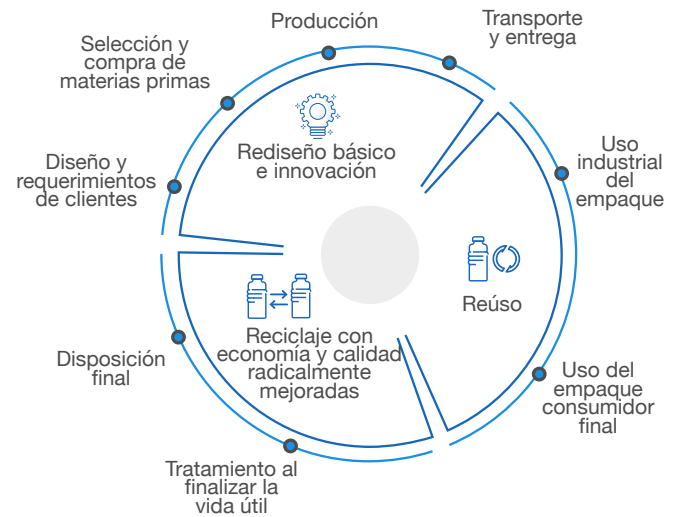 Producción
Transporte
y entrega
Selección y
compra de
materias primas
Diseño y
requerimientos
de clientes
Rediseño básico
e innovación
Uso
industrial
del
empaque
Reúso
Reciclaje con
economía y calidad
radicalmente
mejoradas
Disposición
final
Uso del
empaque
consumidor
final
Tratamiento al
finalizar la
vida útil